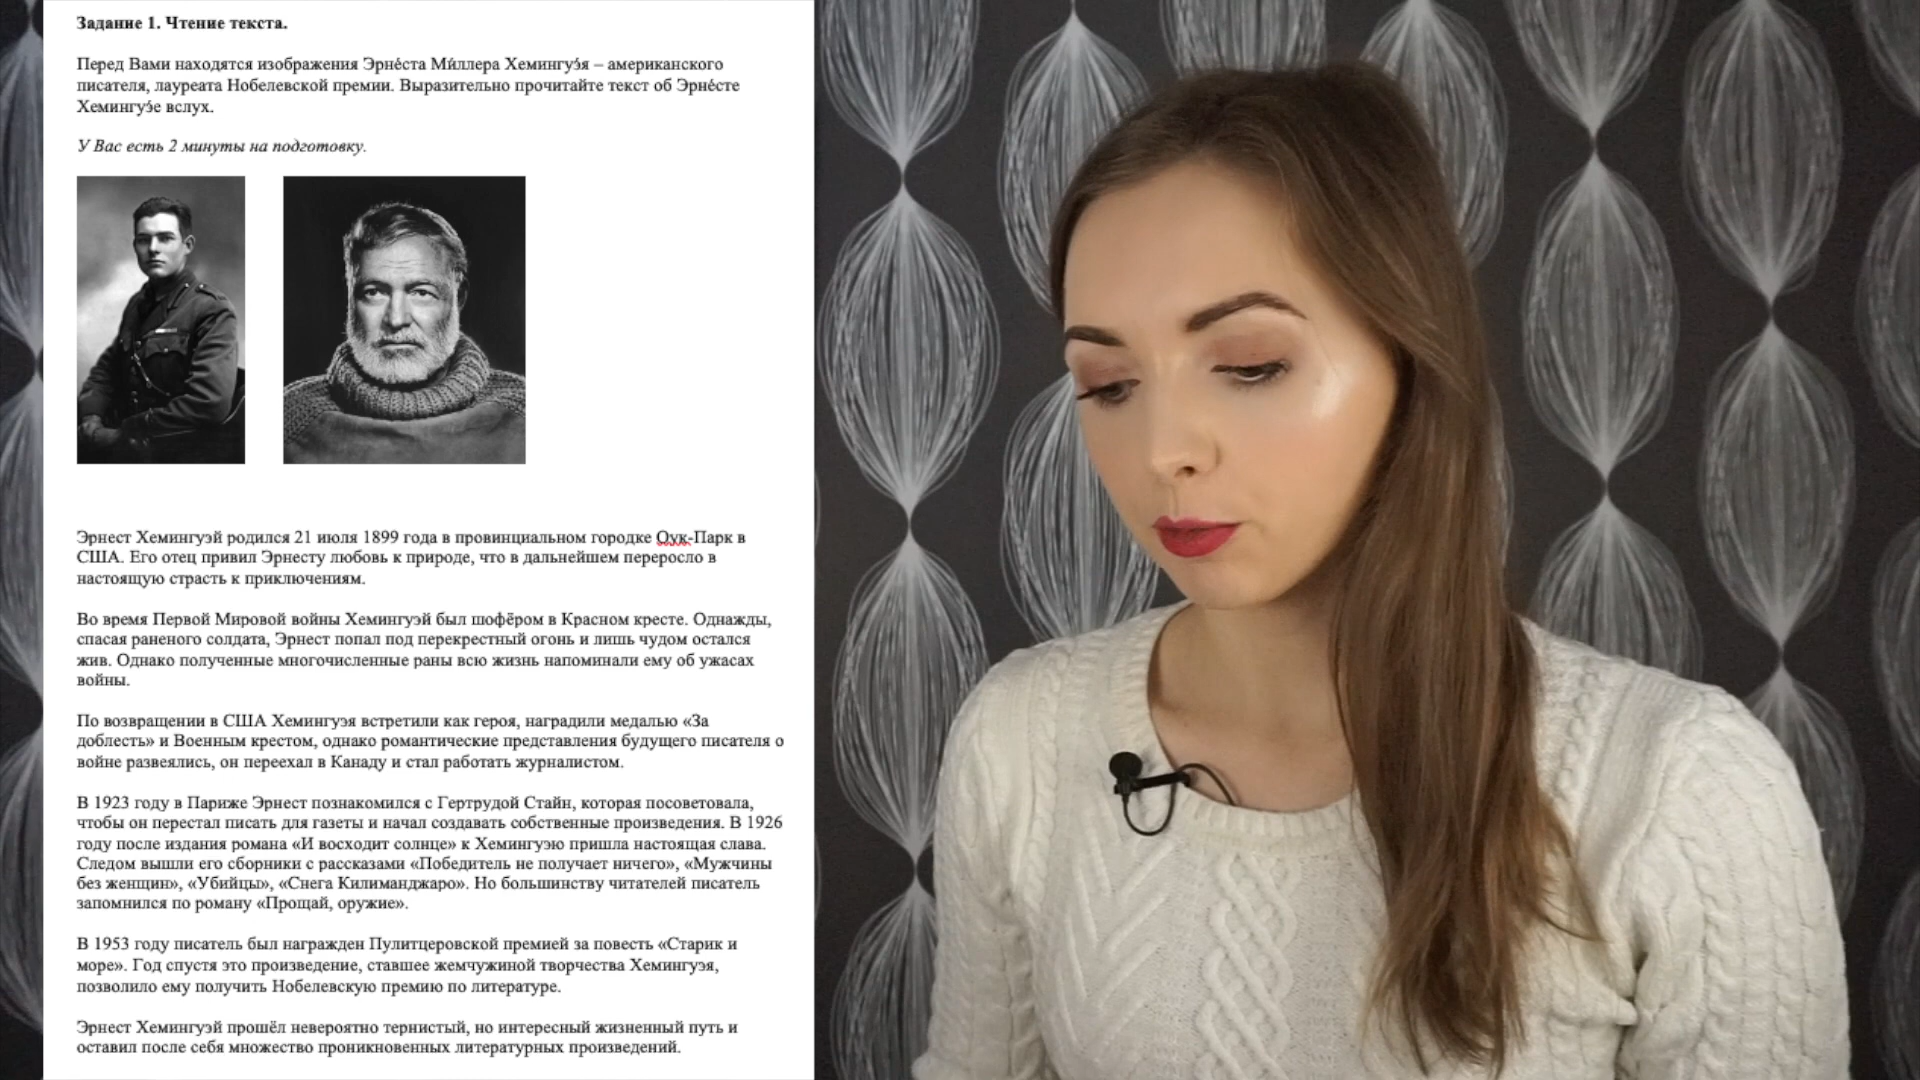 Задание 1. Чтение текста.
Перед Вами находятся изображения Эрне́ста Ми́ллера Хемингуэ́я – американского
писателя, лауреата Нобелевской премии. Выразительно прочитайте текст об Эрне́сте
Хемингуэ́е вслух.
У Вас есть 2 минуты на подготовку.
Эрнест Хемингуэй родился 21 июля 1899 года в провинциальном городке Оук-Парк в
США. Его отец привил Эрнесту любовь к природе, что в дальнейшем переросло в
настоящую страсть к приключениям.
Во время Первой Мировой войны Хемингуэй был шофёром в Красном кресте. Однажды,
спасая раненого солдата, Эрнест попал под перекрестный огонь и лишь чудом остался
жив. Однако полученные многочисленные раны всю жизнь напоминали ему об ужасах
войны.
По возвращении в США Хемингуэя встретили как героя, наградили медалью «За
доблесть» и Военным крестом, однако романтические представления будущего писателя о
войне развеялись, он переехал в Канаду и стал работать журналистом.
В 1923 году в Париже Эрнест познакомился с Гертрудой Стайн, которая посоветовала,
чтобы он перестал писать для газеты и начал создавать собственные произведения. В 1926
году после издания романа «И восходит солнце» к Хемингуэю пришла настоящая слава.
Следом вышли его сборники с рассказами «Победитель не получает ничего», «Мужчины
без женщин», «Убийцы», «Снега Килиманджаро». Но большинству читателей писатель
запомнился по роману «Прощай, оружие».
В 1953 году писатель был награжден Пулитцеровской премией за повесть «Старик и
море». Год спустя это произведение, ставшее жемчужиной творчества Хемингуэя,
позволило ему получить Нобелевскую премию по литературе.
Эрнест Хемингуэй прошёл невероятно тернистый, но интересный жизненный путь и
оставил после себя множество проникновенных литературных произведений.